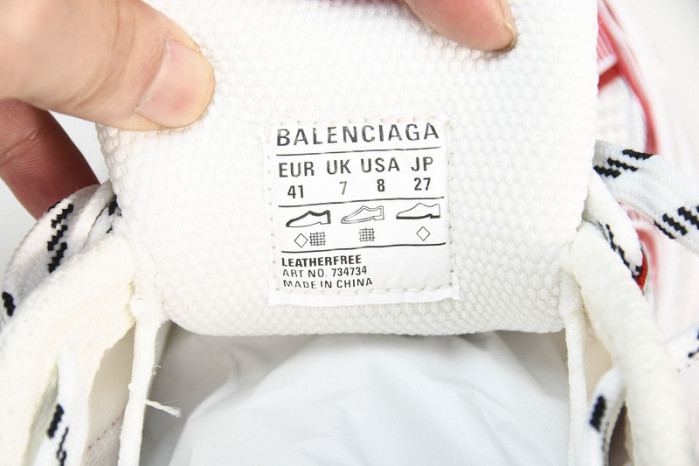 BALENCIAGA
EUR UK USA JP
41 7 8 27
LEATHERFREE
ART NO. 734734
MADE IN CHINA